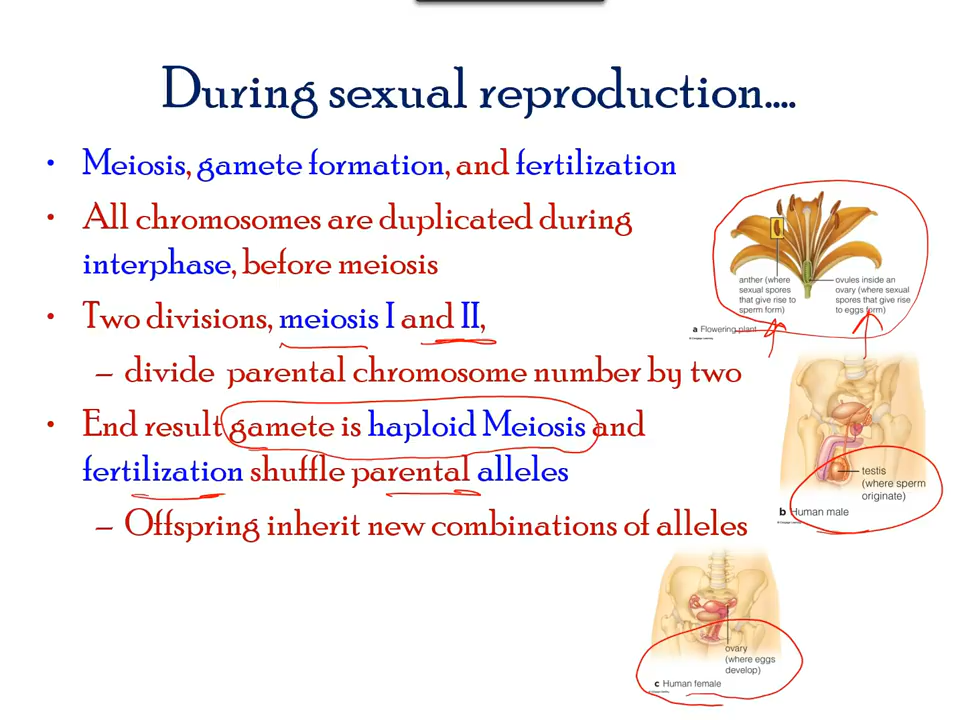 During sexual reproduction....
• Meiosis, gamete formation, and fertilization
• All chromosomes are duplicated during
interphase, before meiosis
• Two divisions, meiosis I and II,
– divide parental chromosome number by two
• End result gamete is haploid Meiosis and
fertilization shuffle parental alleles
– Offspring inherit new combinations of alleles
anther (where
sexual spores
that give rise to
sperm form)
ovules inside an
ovary (where sexual
spores that give rise
to eggs form)
a Flowering plant
© Cengage Learning
testis
(where sperm
originate)
b Human male
ovary
(where eggs
develop)
c Human female